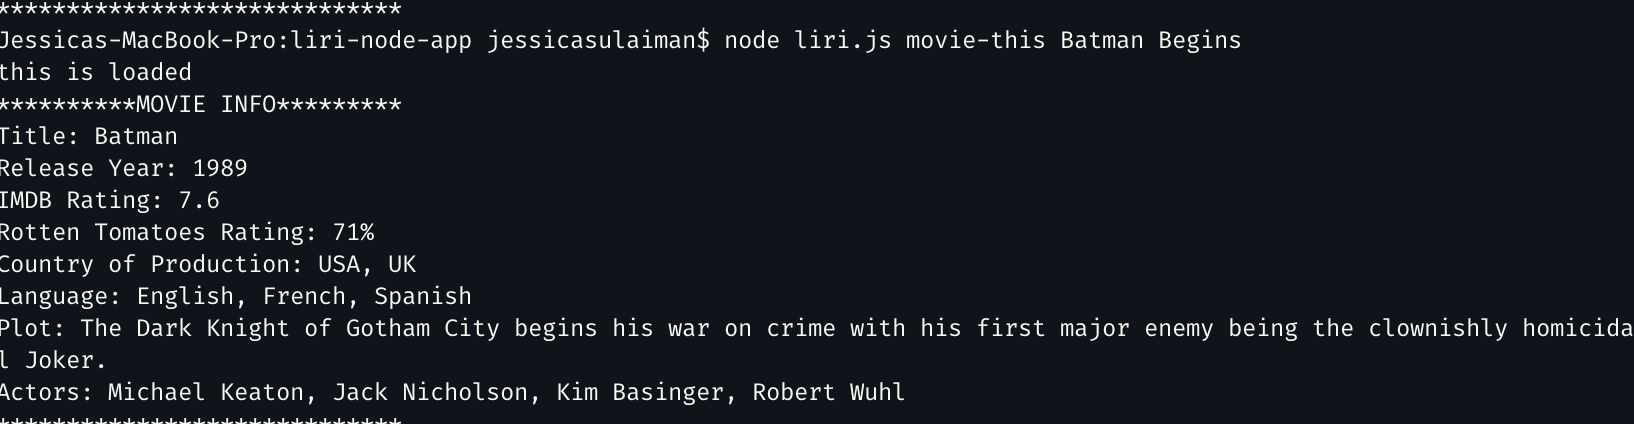 *****************************
Jessicas-MacBook-Pro:liri-node-app jessicasulaiman$ node liri.js movie-this Batman Begins
this is loaded
**********MOVIE INFO*********
Title: Batman
Release Year: 1989
IMDB Rating: 7.6
Rotten Tomatoes Rating: 71%
Country of Production: USA, UK
Language: English, French, Spanish
Plot: The Dark Knight of Gotham City begins his war on crime with his first major enemy being the clownishly homicida
l Joker.
Actors: Michael Keaton, Jack Nicholson, Kim Basinger, Robert Wuhl
*****************************